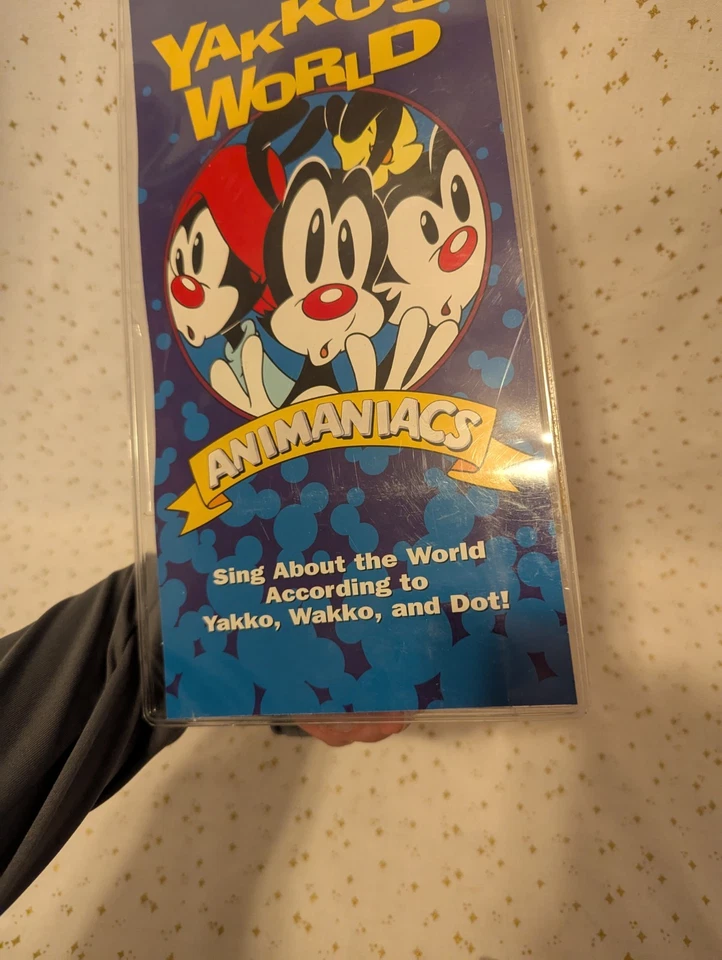 YAKKO'S
WORLD
ANIMANIACS
Sing About the World
According to
Yakko, Wakko, and Dot!